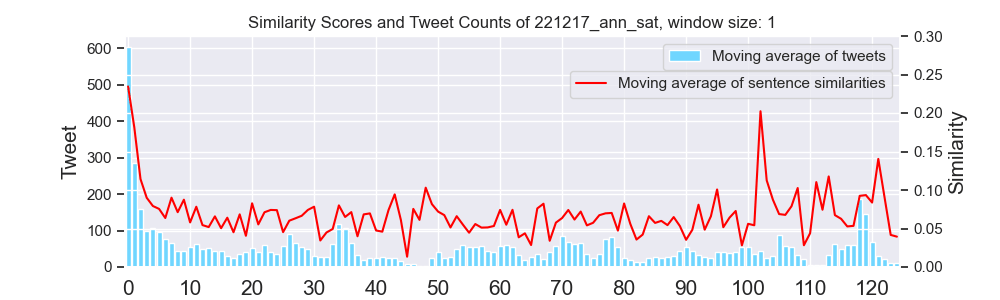 Similarity Scores and Tweet Counts of 221217_ann_sat, window size: 1
Moving average of tweets
Moving average of sentence similarities
Tweet
600
500
400
300
200
100
0
Similarity
0.30
0.25
0.20
0.15
0.10
0.05
0.00
0 10 20 30 40 50 60 70 80 90 100 110 120